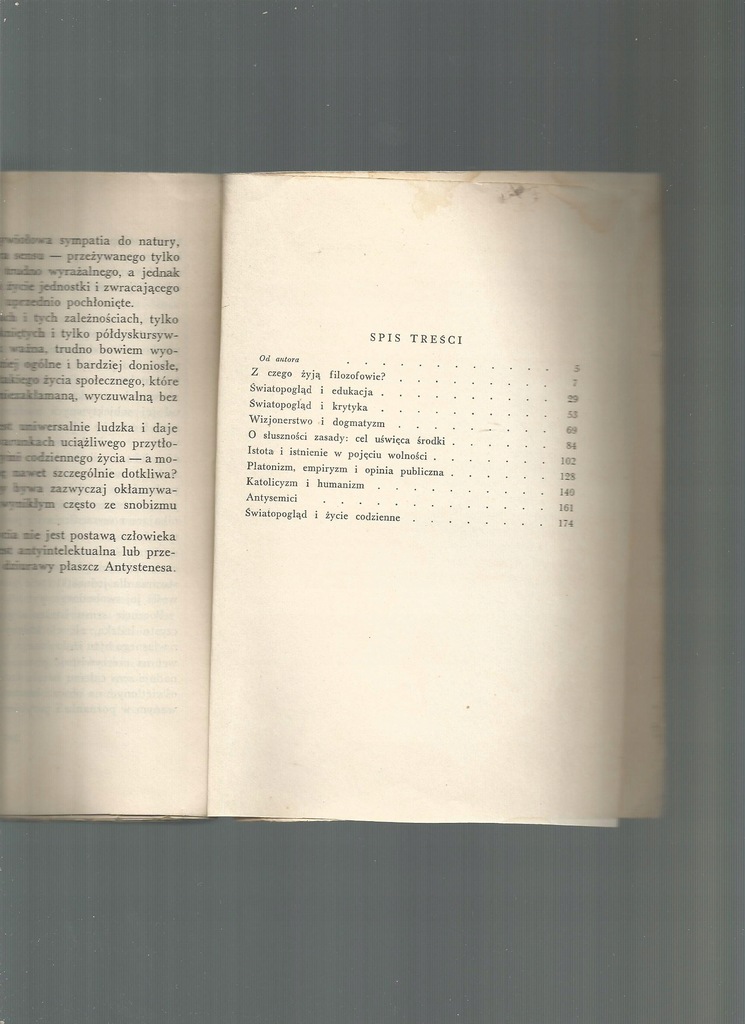 sympatia do natury,
sensu — przeżywanego tylko
trudno wyrażalnego, a jednak
życie jednostki i zwracającego
uprzednio pochłonięte.
i tych zależnościach, tylko
i tylko półdyskursyw-
ważna, trudno bowiem wyo-
ogólne i bardziej doniosłe,
takiego życia społecznego, które
niezakłamaną, wyczuwalną bez
uniwersalnie ludzka i daje
warunkach uciążliwego przytło-
codziennego życia — a mo-
nawet szczególnie dotkliwa?
bywa zazwyczaj okłamywa-
wynikłym często ze snobizmu
nie jest postawą człowieka
antyintelektualna lub prze-
dziurawy płaszcz Antystenesa.
SPIS TREŚCI
Od autora . . . . . . . . 5
Z czego żyją filozofowie? . . . . . . . 7
Światopogląd i edukacja . . . . . . . 29
Światopogląd i krytyka . . . . . . . 53
Wizjonerstwo i dogmatyzm . . . . . . . 69
O słuszności zasady: cel uświęca środki . . . . 84
Istota i istnienie w pojęciu wolności . . . . . 102
Platonizm, empiryzm i opinia publiczna . . . . 128
Katolicyzm i humanizm . . . . . . . 140
Antysemici . . . . . . . . 161
Światopogląd i życie codzienne . . . . . . 174